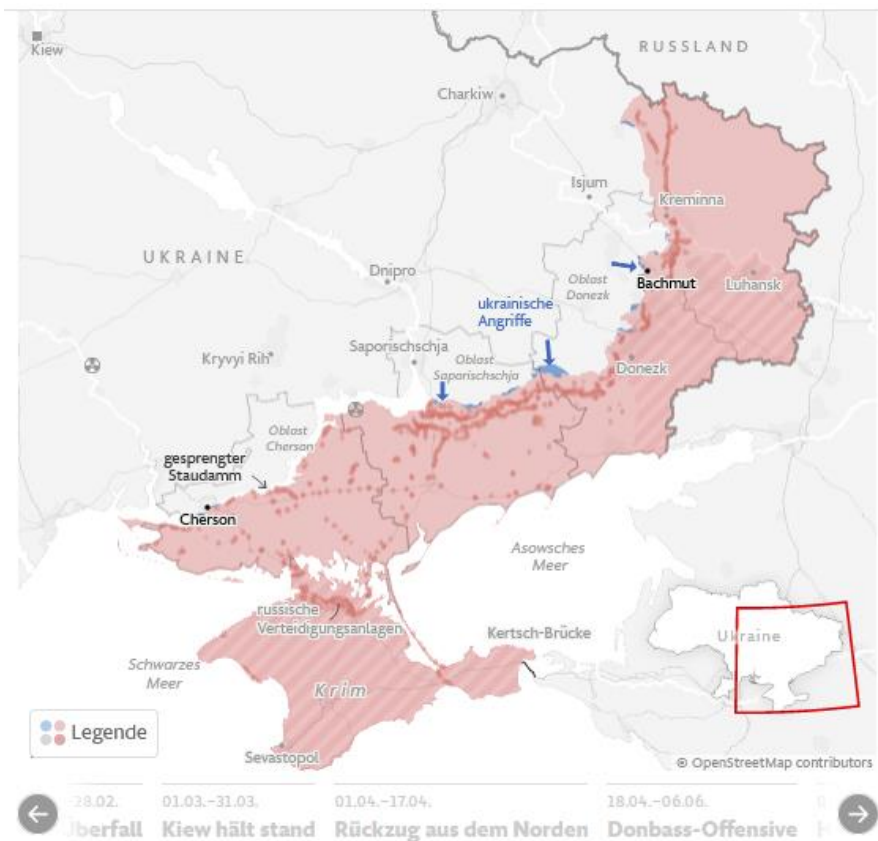 Kiew
RUSSLAND
Charkiw
Isjum
Kreminna
UKRAINE
Dnipro
Oblast
Donezk
Bachmut
Luhansk
ukrainische
Angriffe
Saporischschja
Oblast
Saporischschja
Kryvyi Rih
Donezk
Oblast
Cherson
gesprengter
Staudamm
Cherson
Asowsches
Meer
russische
Verteidigungsanlagen
Kertsch-Brücke
Ukraine
Schwarzes
Meer
Krim
Legende
Sevastopol
© OpenStreetMap contributors
28.02. 01.03.–31.03. 01.04.–17.04. 18.04.–06.06.
Kiew hält stand Rückzug aus dem Norden Donbass-Offensive